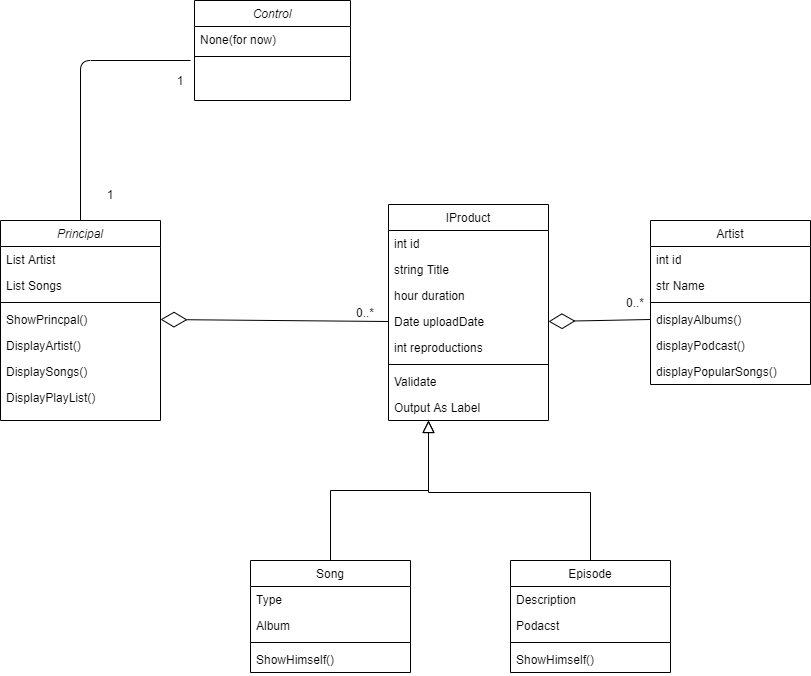 Control
None(for now)
1
1
Principal
List Artist
List Songs
ShowPrincpal()
DisplayArtist()
DisplaySongs()
DisplayPlayList()
0..*
IProduct
int id
string Title
hour duration
Date uploadDate
int reproductions
Validate
Output As Label
0..*
Artist
int id
str Name
displayAlbums()
displayPodcast()
displayPopularSongs()
Song
Type
Album
ShowHimself()
Episode
Description
Podacst
ShowHimself()